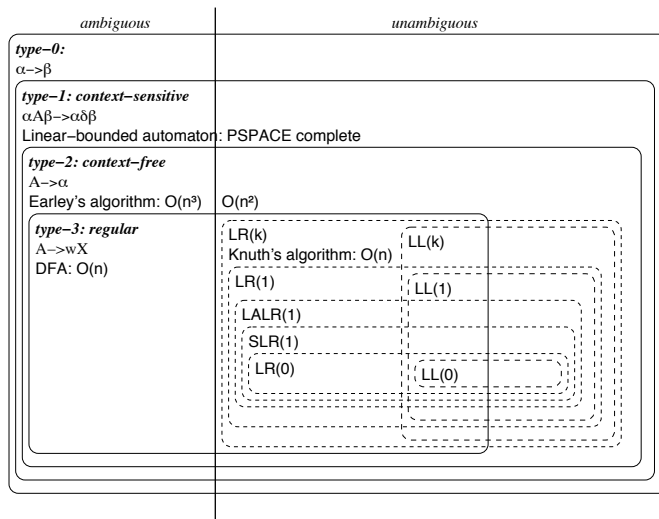 ambiguous
unambiguous
type−0:
α−>β
type−1: context−sensitive
αAβ−>αδβ
Linear−bounded automaton: PSPACE complete
type−2: context−free
A−>α
Earley's algorithm: O(n³)
O(n²)
type−3: regular
A−>wX
DFA: O(n)
LR(k)
LL(k)
Knuth's algorithm: O(n)
LR(1)
LL(1)
LALR(1)
SLR(1)
LR(0)
LL(0)